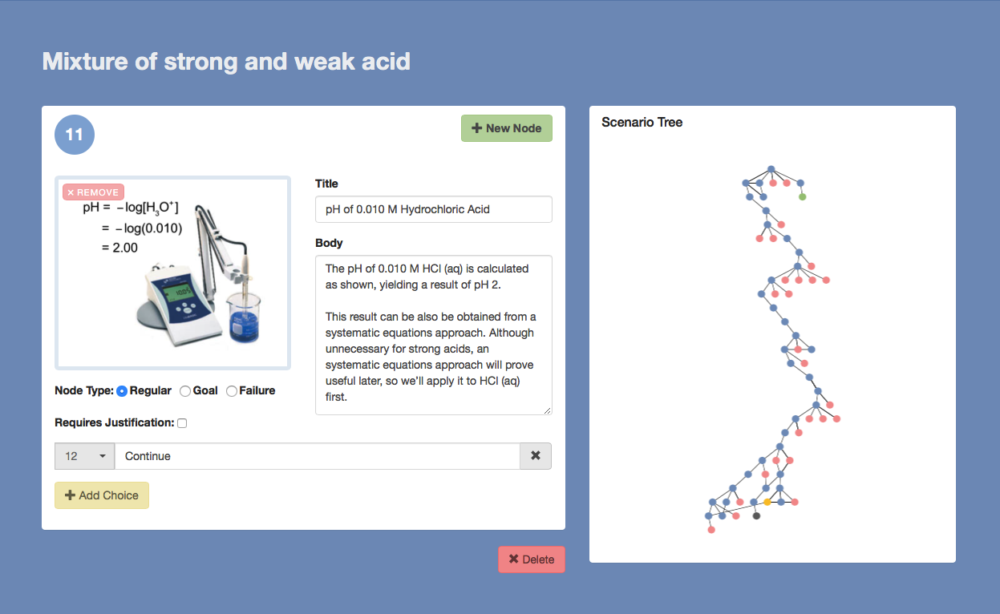 Mixture of strong and weak acid
11
+ New Node
× REMOVE
pH = −log[H₃O⁺]
= −log(0.010)
= 2.00
Node Type: Regular Goal Failure
Requires Justification:
Title
pH of 0.010 M Hydrochloric Acid
Body
The pH of 0.010 M HCl (aq) is calculated
as shown, yielding a result of pH 2.
This result can be also be obtained from a
systematic equations approach. Although
unnecessary for strong acids, an
systematic equations approach will prove
useful later, so we’ll apply it to HCl (aq)
first.
12 Continue ✖
+ Add Choice
✖ Delete
Scenario Tree